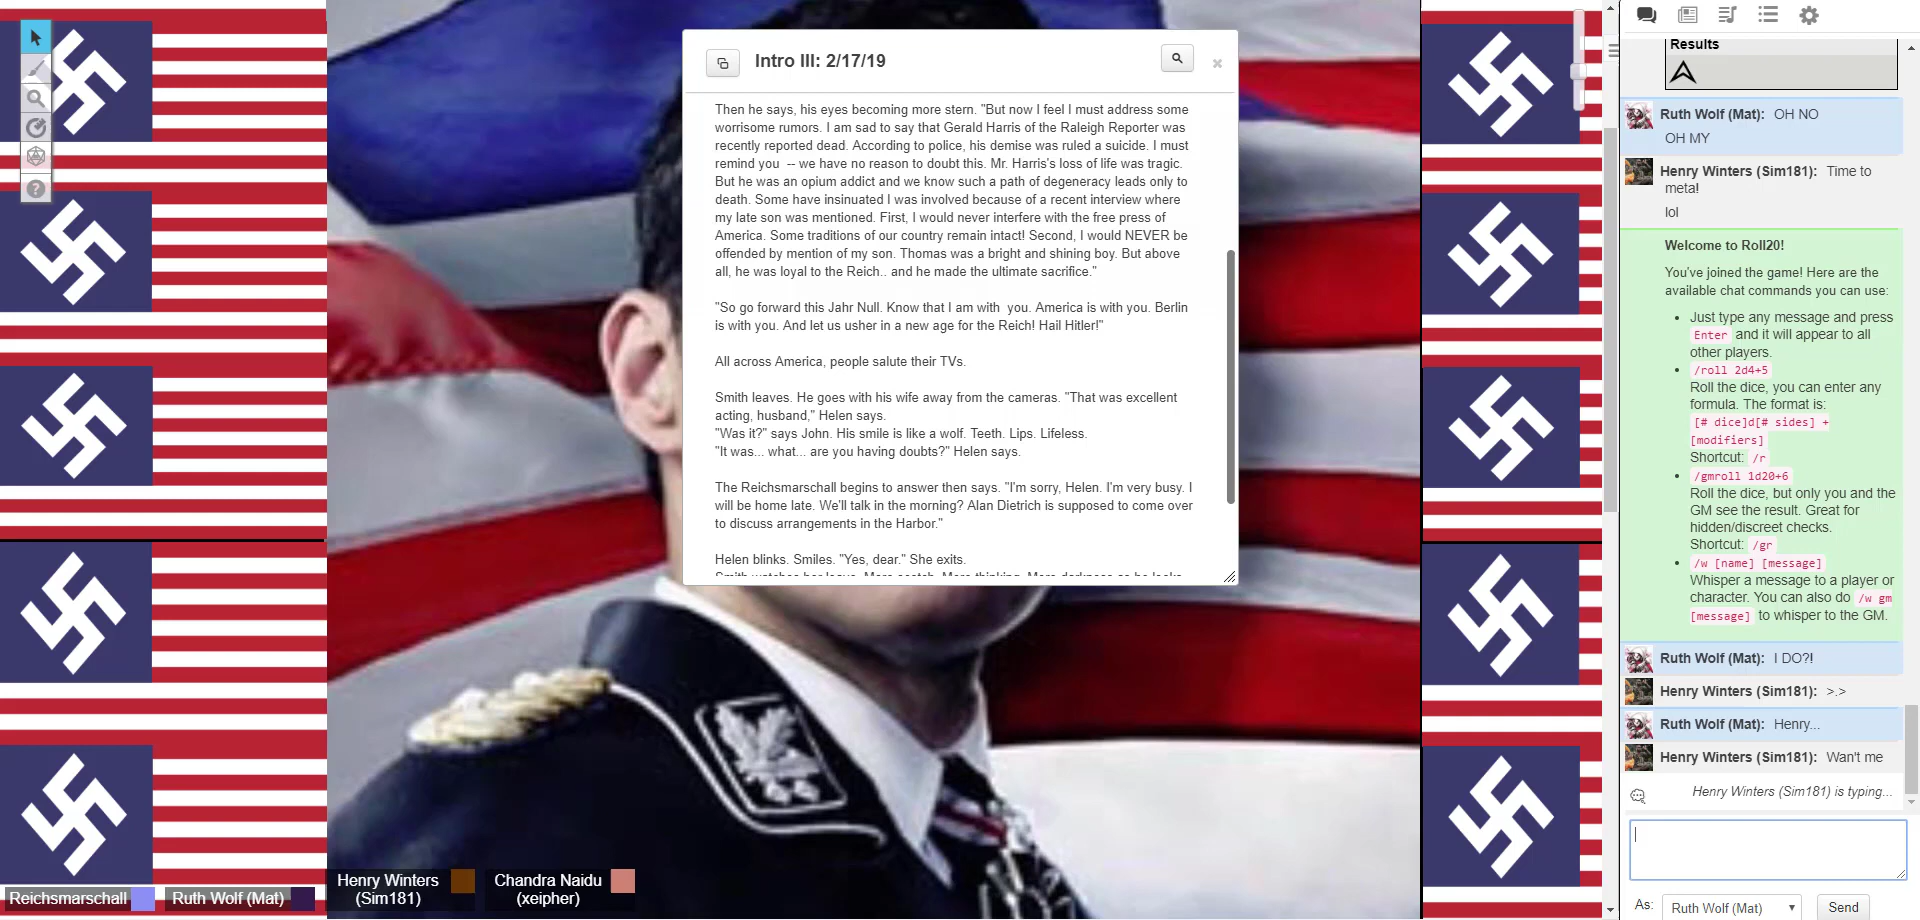 Intro III: 2/17/19
Then he says, his eyes becoming more stern. "But now I feel I must address some
worrisome rumors. I am sad to say that Gerald Harris of the Raleigh Reporter was
recently reported dead. According to police, his demise was ruled a suicide. I must
remind you  -- we have no reason to doubt this. Mr. Harris's loss of life was tragic.
But he was an opium addict and we know such a path of degeneracy leads only to
death. Some have insinuated I was involved because of a recent interview where
my late son was mentioned. First, I would never interfere with the free press of
America. Some traditions of our country remain intact! Second, I would NEVER be
offended by mention of my son. Thomas was a bright and shining boy. But above
all, he was loyal to the Reich.. and he made the ultimate sacrifice."
"So go forward this Jahr Null. Know that I am with  you. America is with you. Berlin
is with you. And let us usher in a new age for the Reich! Hail Hitler!"
All across America, people salute their TVs.
Smith leaves. He goes with his wife away from the cameras. "That was excellent
acting, husband," Helen says.
"Was it?" says John. His smile is like a wolf. Teeth. Lips. Lifeless.
"It was... what... are you having doubts?" Helen says.
The Reichsmarschall begins to answer then says. "I'm sorry, Helen. I'm very busy. I
will be home late. We'll talk in the morning? Alan Dietrich is supposed to come over
to discuss arrangements in the Harbor."
Helen blinks. Smiles. "Yes, dear." She exits.
Smith watches her leave. More scotch. More thinking. More darkness as he looks
Results
Ruth Wolf (Mat): OH NO
OH MY
Henry Winters (Sim181): Time to
meta!
lol
Welcome to Roll20!
You've joined the game! Here are the
available chat commands you can use:
• Just type any message and press
Enter and it will appear to all
other players.
• /roll 2d4+5
Roll the dice, you can enter any
formula. The format is:
[# dice]d[# sides] +
[modifiers]
Shortcut: /r
• /gmroll 1d20+6
Roll the dice, but only you and the
GM see the result. Great for
hidden/discreet checks.
Shortcut: /gr
• /w [name] [message]
Whisper a message to a player or
character. You can also do /w gm
[message] to whisper to the GM.
Ruth Wolf (Mat): I DO?!
Henry Winters (Sim181): >.>
Ruth Wolf (Mat): Henry...
Henry Winters (Sim181): Wan't me
Henry Winters (Sim181) is typing...
As: Ruth Wolf (Mat)
Send
Reichsmarschall
Ruth Wolf (Mat)
Henry Winters
(Sim181)
Chandra Naidu
(xeipher)